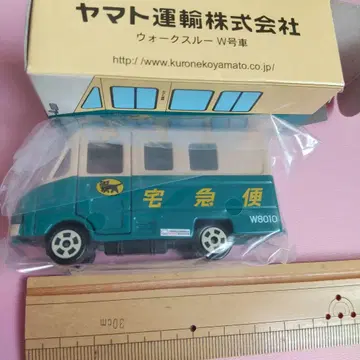 ヤマト運輸株式会社
ウォークスルー W号車
http://www.kuronekoyamato.co.jp/
宅急便
W8010
30cm